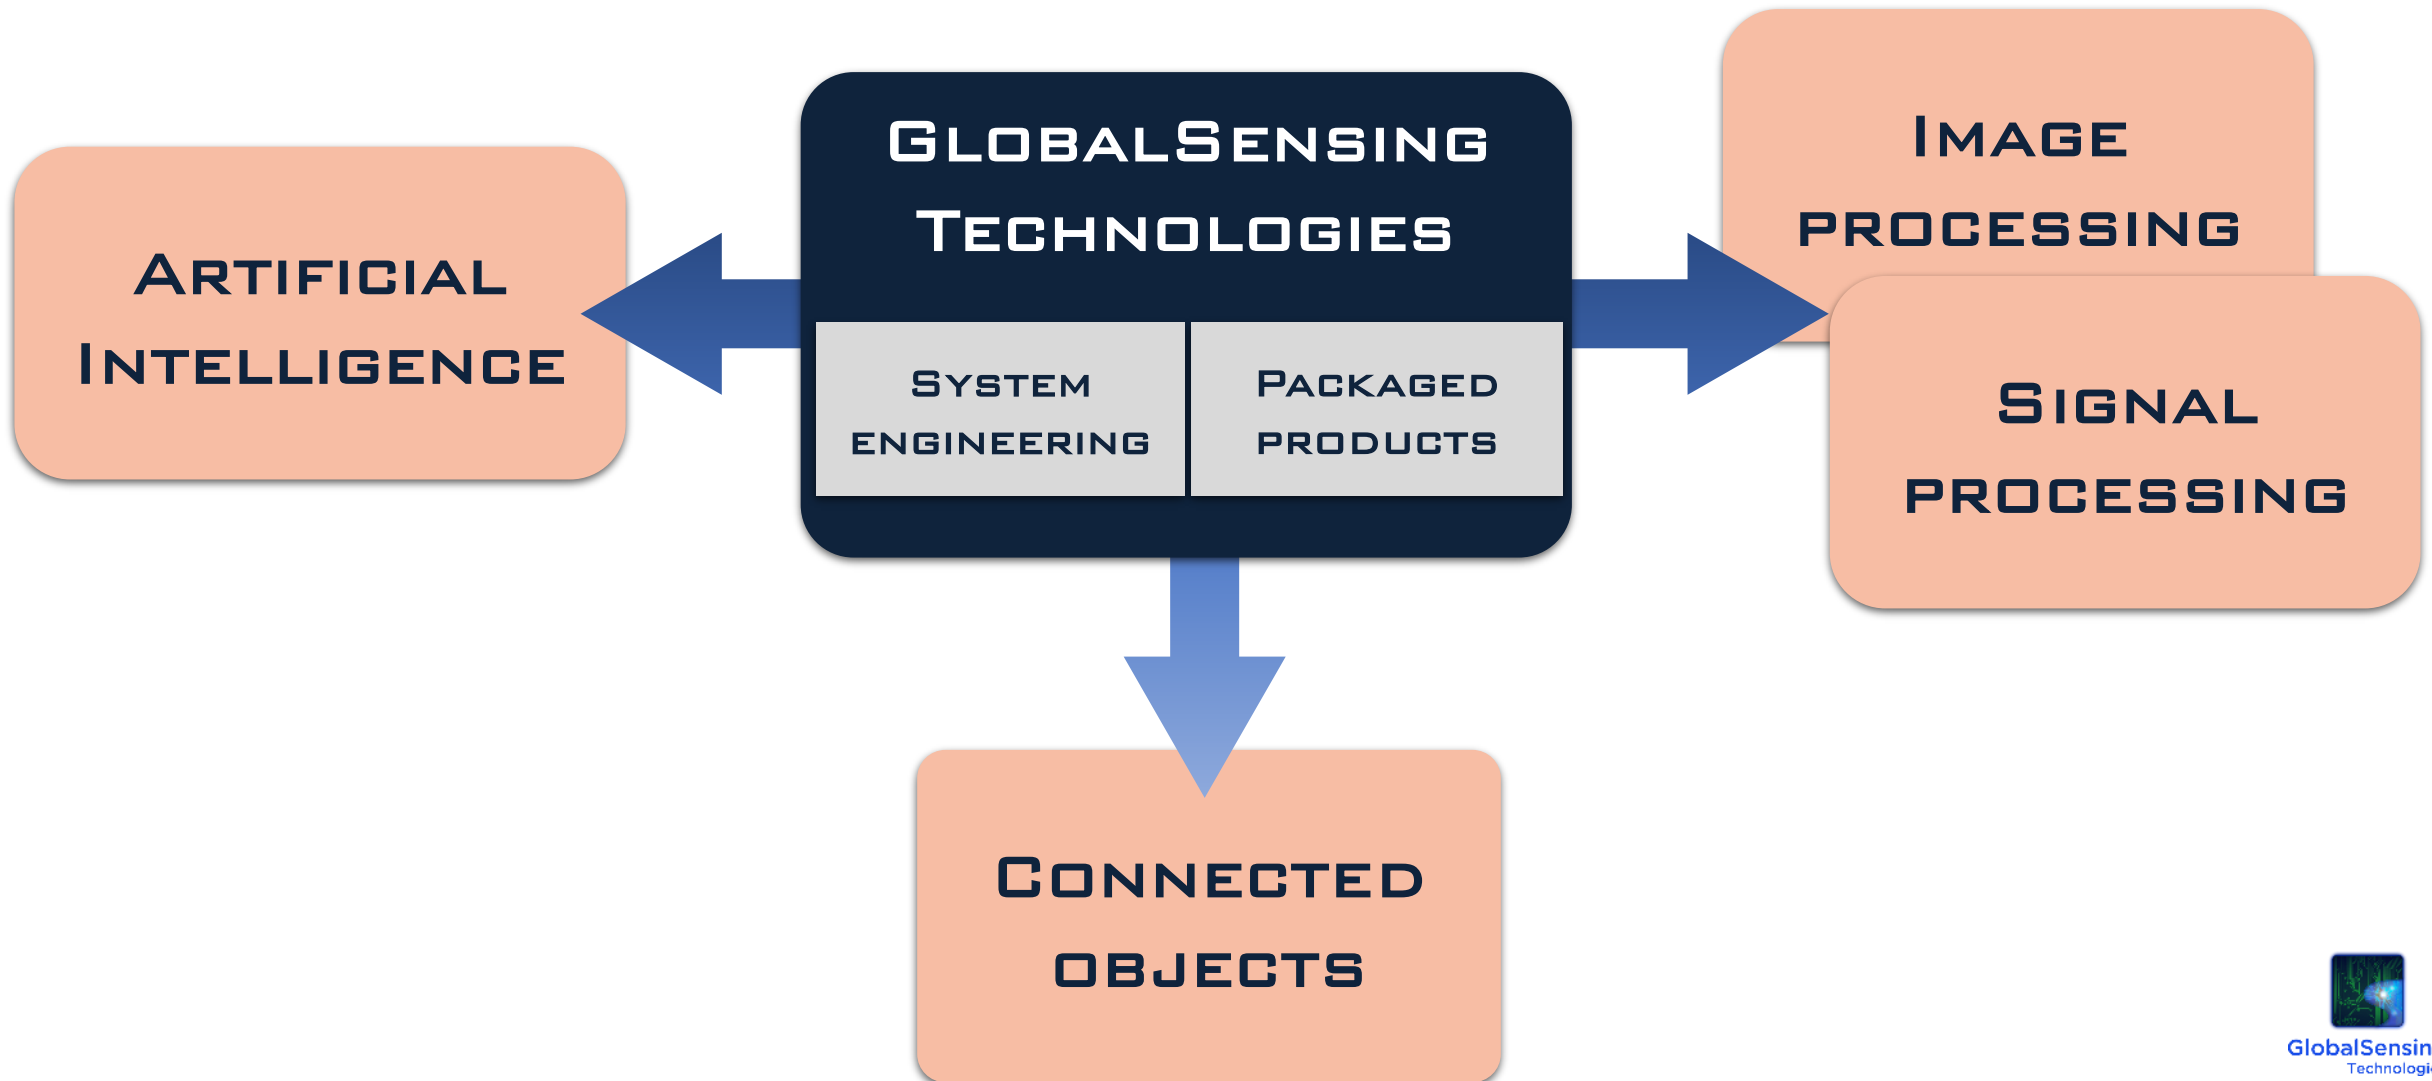 GlobalSensing
Technologies
System
engineering
Packaged
products
Artificial
Intelligence
Image
processing
Signal
processing
Connected
objects
GlobalSensin
Technologi